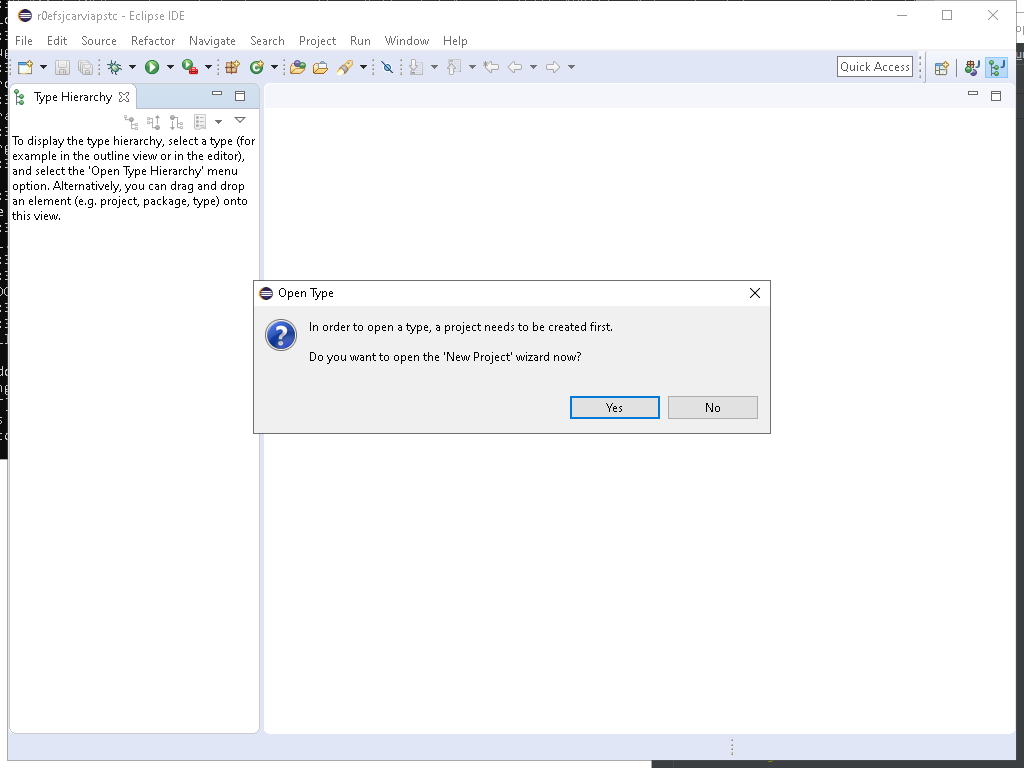 r0efsjcarviapstc - Eclipse IDE
File Edit Source Refactor Navigate Search Project Run Window Help
Quick Access
Type Hierarchy
To display the type hierarchy, select a type (for
example in the outline view or in the editor),
and select the 'Open Type Hierarchy' menu
option. Alternatively, you can drag and drop
an element (e.g. project, package, type) onto
this view.
Open Type
In order to open a type, a project needs to be created first.
Do you want to open the 'New Project' wizard now?
Yes No